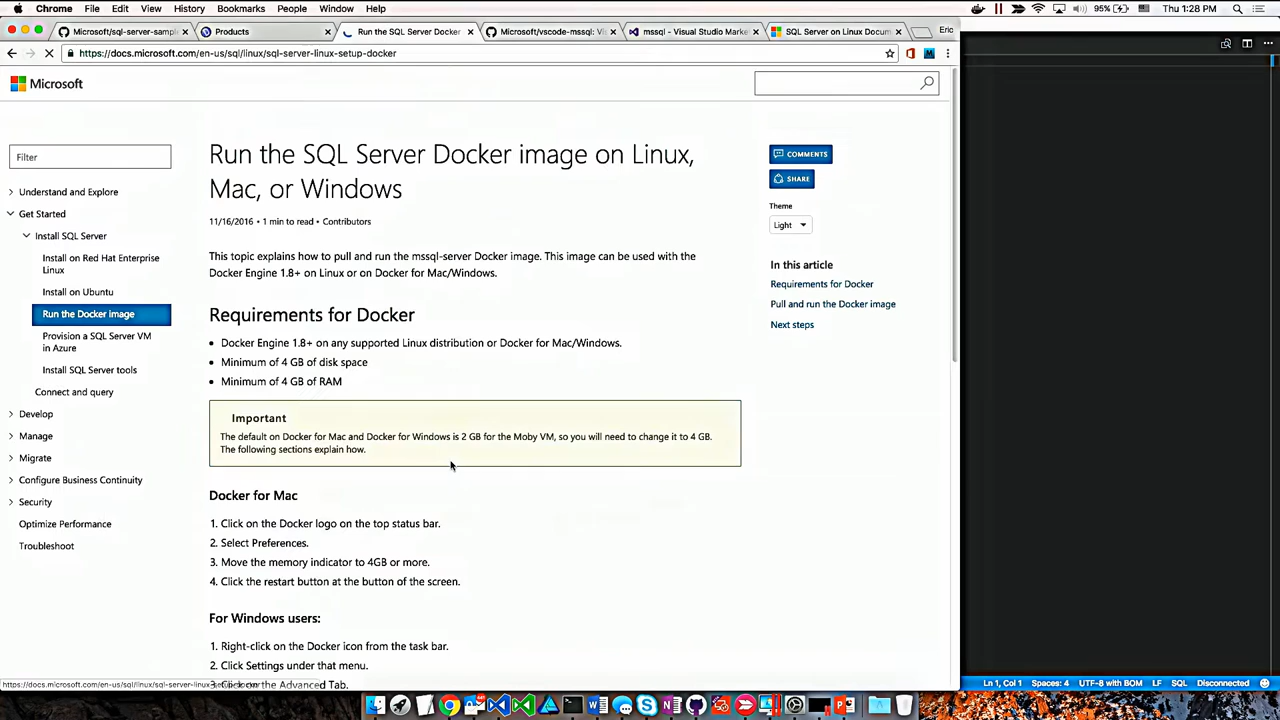 Chrome File Edit View History Bookmarks People Window Help
95% Thu 1:28 PM
Microsoft/sql-server-sampl
Products
Run the SQL Server Docker
Microsoft/vscode-mssql: VI
mssql - Visual Studio Market
SQL Server on Linux Docum
Eric
https://docs.microsoft.com/en-us/sql/linux/sql-server-linux-setup-docker
Microsoft
Filter
Understand and Explore
Get Started
Install SQL Server
Install on Red Hat Enterprise
Linux
Install on Ubuntu
Run the Docker image
Provision a SQL Server VM
in Azure
Install SQL Server tools
Connect and query
Develop
Manage
Migrate
Configure Business Continuity
Security
Optimize Performance
Troubleshoot
Run the SQL Server Docker image on Linux,
Mac, or Windows
11/16/2016 • 1 min to read • Contributors
This topic explains how to pull and run the mssql-server Docker image. This image can be used with the
Docker Engine 1.8+ on Linux or on Docker for Mac/Windows.
Requirements for Docker
• Docker Engine 1.8+ on any supported Linux distribution or Docker for Mac/Windows.
• Minimum of 4 GB of disk space
• Minimum of 4 GB of RAM
Important
The default on Docker for Mac and Docker for Windows is 2 GB for the Moby VM, so you will need to change it to 4 GB.
The following sections explain how.
Docker for Mac
1. Click on the Docker logo on the top status bar.
2. Select Preferences.
3. Move the memory indicator to 4GB or more.
4. Click the restart button at the button of the screen.
For Windows users:
1. Right-click on the Docker icon from the task bar.
2. Click Settings under that menu.
3. Click on the Advanced Tab.
COMMENTS
SHARE
Theme
Light
In this article
Requirements for Docker
Pull and run the Docker image
Next steps
Ln 1, Col 1 Spaces: 4 UTF-8 with BOM LF SQL Disconnected